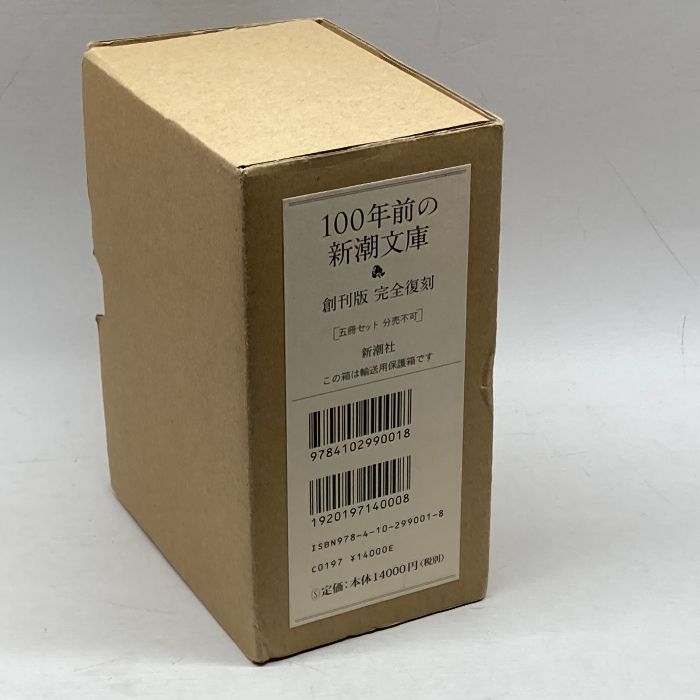 100年前の
新潮文庫
創刊版 完全復刻
[五冊セット 分売不可]
新潮社
この箱は輸送用保護箱です
9784102990018
1920197140008
ISBN978-4-10-299001-8
C0197 ¥14000E
Ⓢ定価：本体14000円(税別)